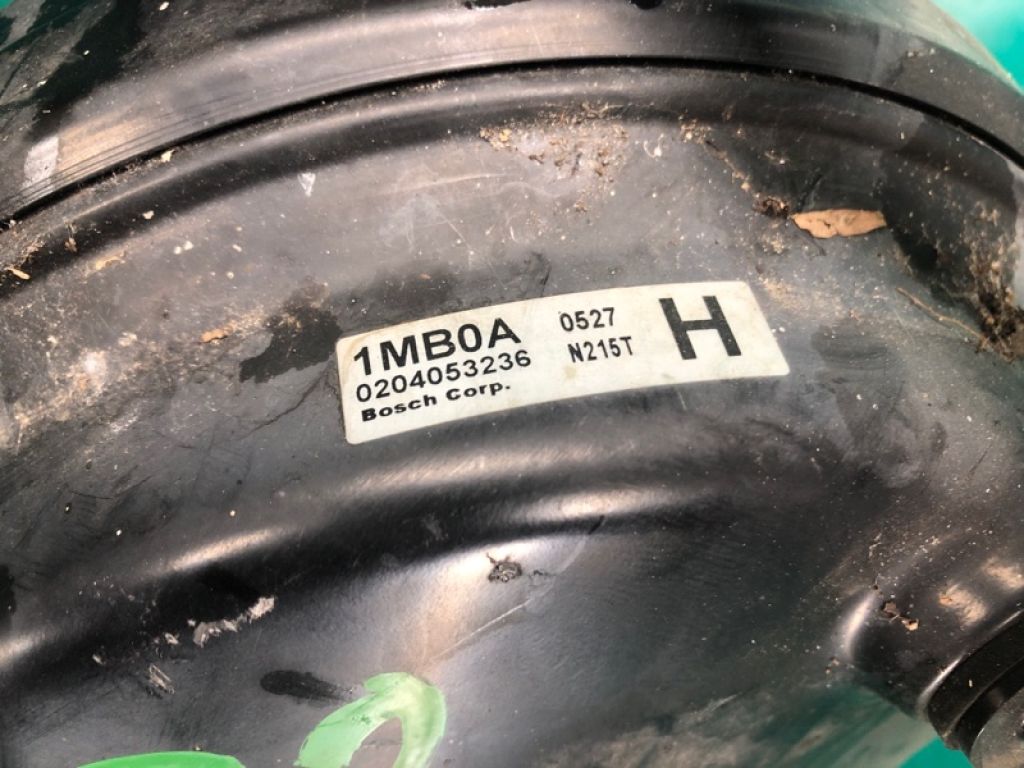 1MB0A 0527 H
0204053236 N215T
Bosch Corp.